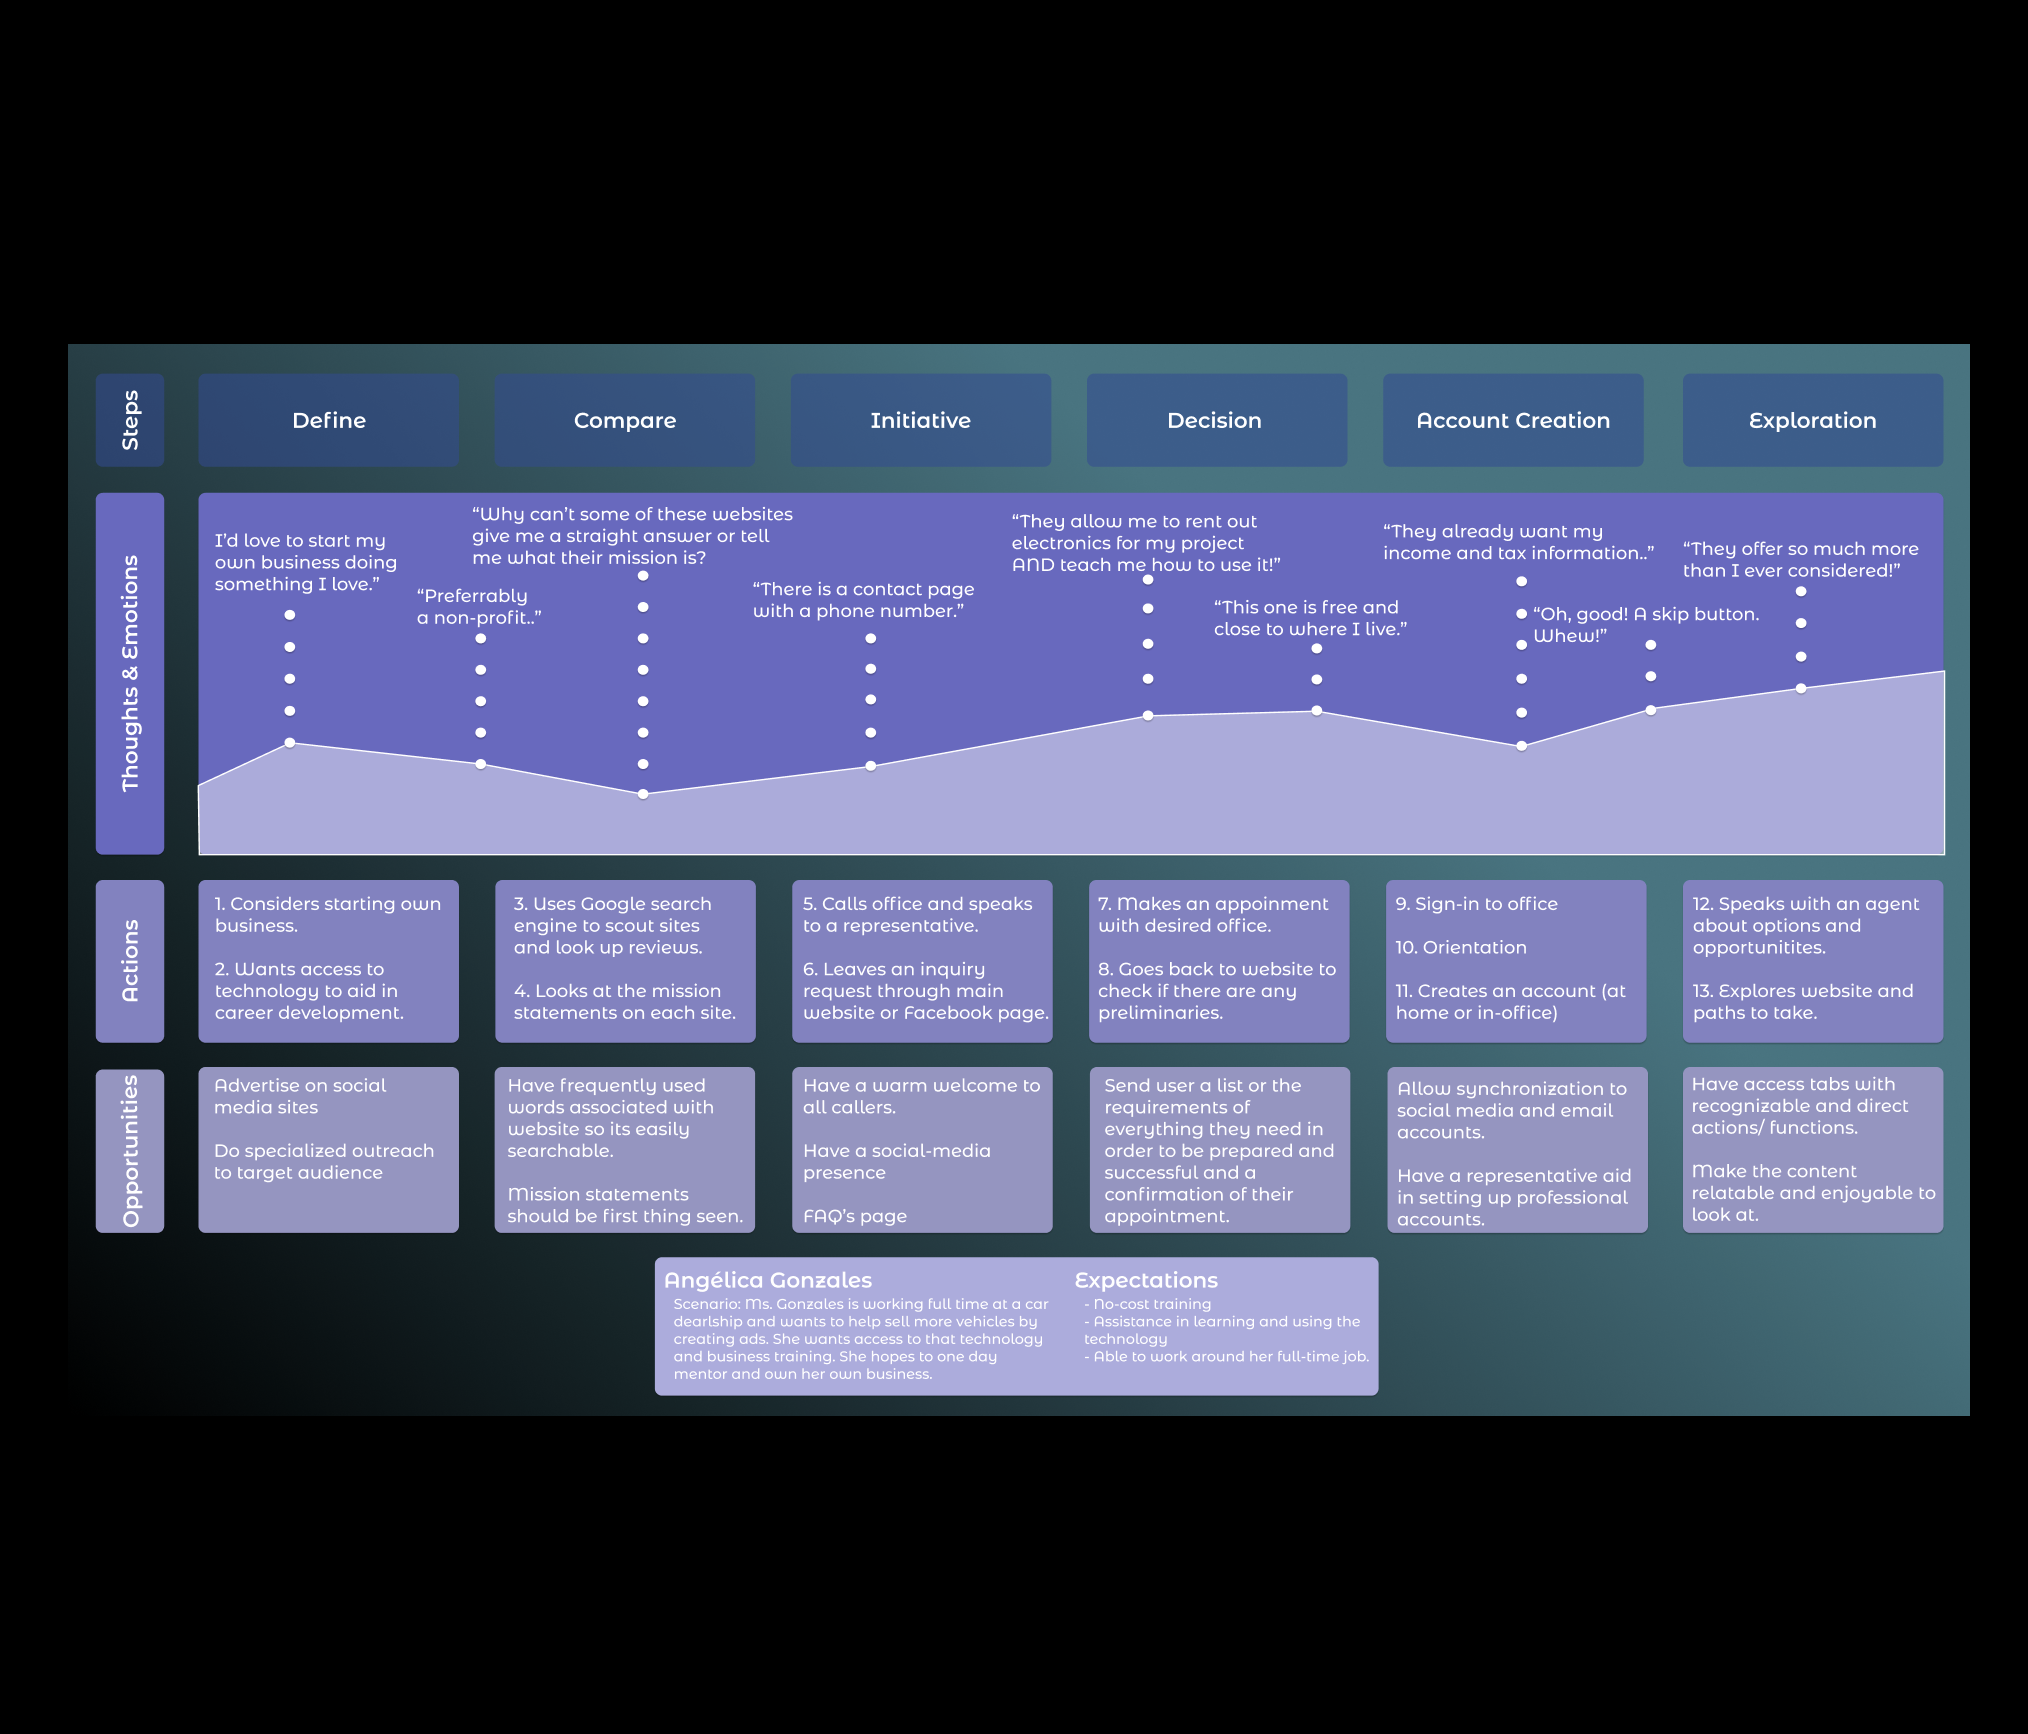 Steps
Define
Compare
Initiative
Decision
Account Creation
Exploration
Thoughts & Emotions
I'd love to start my
own business doing
something I love.”
“Preferrably
a non-profit..”
“Why can't some of these websites
give me a straight answer or tell
me what their mission is?
“There is a contact page
with a phone number.”
“They allow me to rent out
electronics for my project
AND teach me how to use it!”
“This one is free and
close to where I live.”
“They already want my
income and tax information..”
“Oh, good! A skip button.
Whew!”
“They offer so much more
than I ever considered!”
Actions
1. Considers starting own
business.
2. Wants access to
technology to aid in
career development.
3. Uses Google search
engine to scout sites
and look up reviews.
4. Looks at the mission
statements on each site.
5. Calls office and speaks
to a representative.
6. Leaves an inquiry
request through main
website or Facebook page.
7. Makes an appoinment
with desired office.
8. Goes back to website to
check if there are any
preliminaries.
9. Sign-in to office
10. Orientation
11. Creates an account (at
home or in-office)
12. Speaks with an agent
about options and
opportunitites.
13. Explores website and
paths to take.
Opportunities
Advertise on social
media sites
Do specialized outreach
to target audience
Have frequently used
words associated with
website so its easily
searchable.
Mission statements
should be first thing seen.
Have a warm welcome to
all callers.
Have a social-media
presence
FAQ's page
Send user a list or the
requirements of
everything they need in
order to be prepared and
successful and a
confirmation of their
appointment.
Allow synchronization to
social media and email
accounts.
Have a representative aid
in setting up professional
accounts.
Have access tabs with
recognizable and direct
actions/ functions.
Make the content
relatable and enjoyable to
look at.
Angélica Gonzales
Scenario: Ms. Gonzales is working full time at a car
dearlship and wants to help sell more vehicles by
creating ads. She wants access to that technology
and business training. She hopes to one day
mentor and own her own business.
Expectations
- No-cost training
- Assistance in learning and using the
technology
- Able to work around her full-time job.